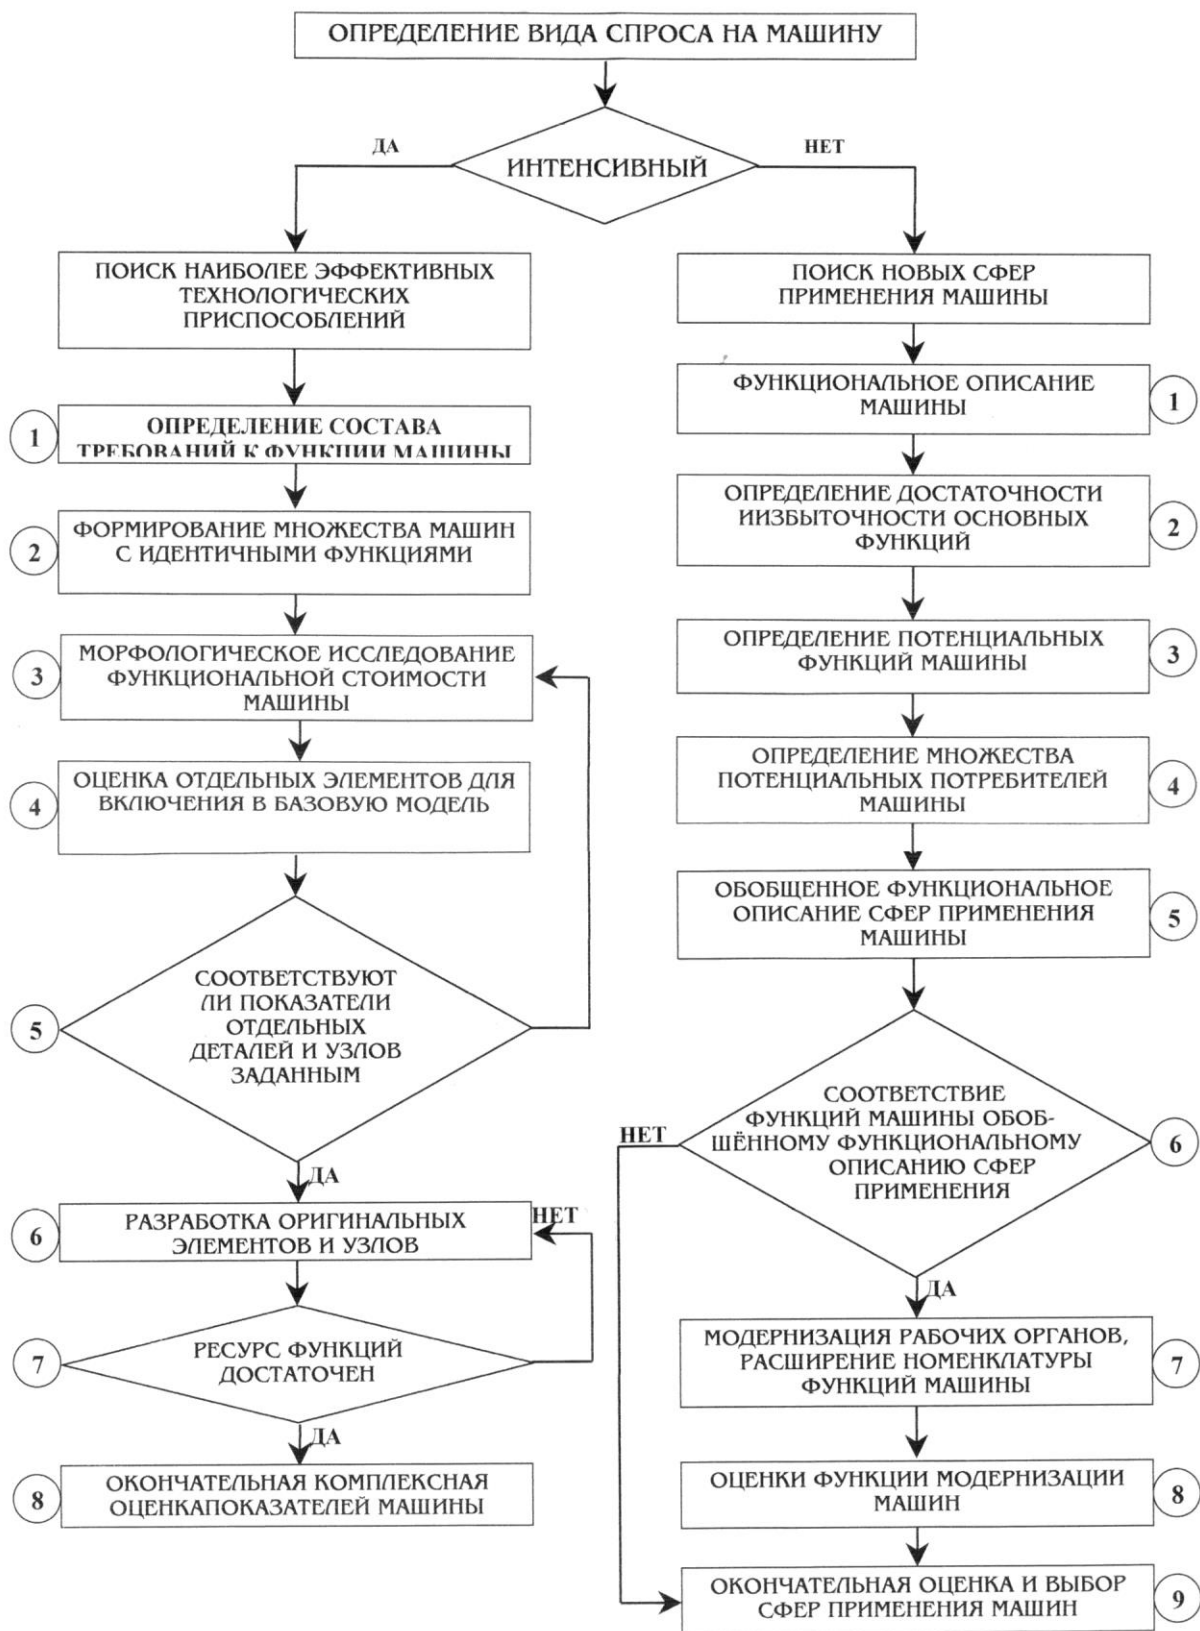 ОПРЕДЕЛЕНИЕ ВИДА СПРОСА НА МАШИНУ
ДА
ИНТЕНСИВНЫЙ
НЕТ
ПОИСК НАИБОЛЕЕ ЭФФЕКТИВНЫХ
ТЕХНОЛОГИЧЕСКИХ
ПРИСПОСОБЛЕНИЙ
1
ОПРЕДЕЛЕНИЕ СОСТАВА
ТРЕБОВАНИЙ К ФУНКЦИИ МАШИНЫ
2
ФОРМИРОВАНИЕ МНОЖЕСТВА МАШИН
С ИДЕНТИЧНЫМИ ФУНКЦИЯМИ
3
МОРФОЛОГИЧЕСКОЕ ИССЛЕДОВАНИЕ
ФУНКЦИОНАЛЬНОЙ СТОИМОСТИ
МАШИНЫ
4
ОЦЕНКА ОТДЕЛЬНЫХ ЭЛЕМЕНТОВ ДЛЯ
ВКЛЮЧЕНИЯ В БАЗОВУЮ МОДЕЛЬ
5
СООТВЕТСТВУЮТ
ЛИ ПОКАЗАТЕЛИ
ОТДЕЛЬНЫХ
ДЕТАЛЕЙ И УЗЛОВ
ЗАДАННЫМ
ДА
6
РАЗРАБОТКА ОРИГИНАЛЬНЫХ
ЭЛЕМЕНТОВ И УЗЛОВ
НЕТ
7
РЕСУРС ФУНКЦИЙ
ДОСТАТОЧЕН
ДА
8
ОКОНЧАТЕЛЬНАЯ КОМПЛЕКСНАЯ
ОЦЕНКАПОКАЗАТЕЛЕЙ МАШИНЫ
ПОИСК НОВЫХ СФЕР
ПРИМЕНЕНИЯ МАШИНЫ
ФУНКЦИОНАЛЬНОЕ ОПИСАНИЕ
МАШИНЫ
1
ОПРЕДЕЛЕНИЕ ДОСТАТОЧНОСТИ
ИИЗБЫТОЧНОСТИ ОСНОВНЫХ
ФУНКЦИЙ
2
ОПРЕДЕЛЕНИЕ ПОТЕНЦИАЛЬНЫХ
ФУНКЦИЙ МАШИНЫ
3
ОПРЕДЕЛЕНИЕ МНОЖЕСТВА
ПОТЕНЦИАЛЬНЫХ ПОТРЕБИТЕЛЕЙ
МАШИНЫ
4
ОБОБЩЕННОЕ ФУНКЦИОНАЛЬНОЕ
ОПИСАНИЕ СФЕР ПРИМЕНЕНИЯ
МАШИНЫ
5
СООТВЕТСТВИЕ
ФУНКЦИЙ МАШИНЫ ОБОБ-
ЩЁННОМУ ФУНКЦИОНАЛЬНОМУ
ОПИСАНИЮ СФЕР
ПРИМЕНЕНИЯ
6
НЕТ
ДА
МОДЕРНИЗАЦИЯ РАБОЧИХ ОРГАНОВ,
РАСШИРЕНИЕ НОМЕНКЛАТУРЫ
ФУНКЦИЙ МАШИНЫ
7
ОЦЕНКИ ФУНКЦИИ МОДЕРНИЗАЦИИ
МАШИН
8
ОКОНЧАТЕЛЬНАЯ ОЦЕНКА И ВЫБОР
СФЕР ПРИМЕНЕНИЯ МАШИН
9